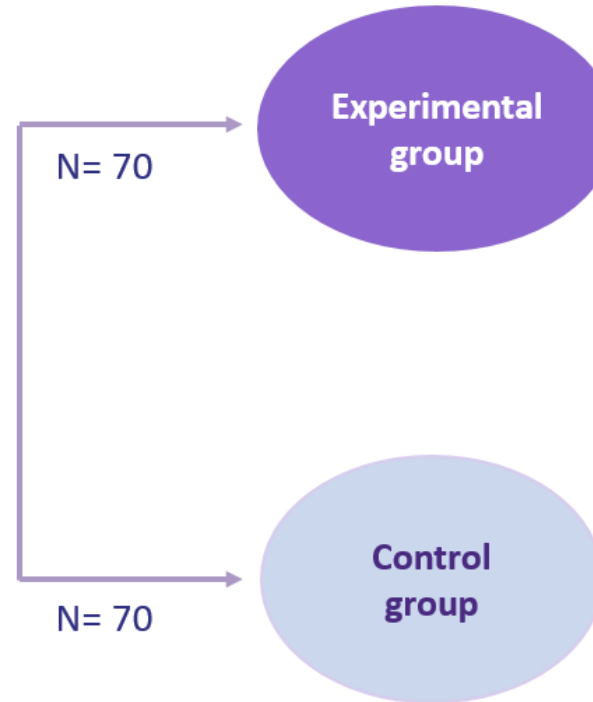 Experimental
group
N= 70
Control
group
N= 70